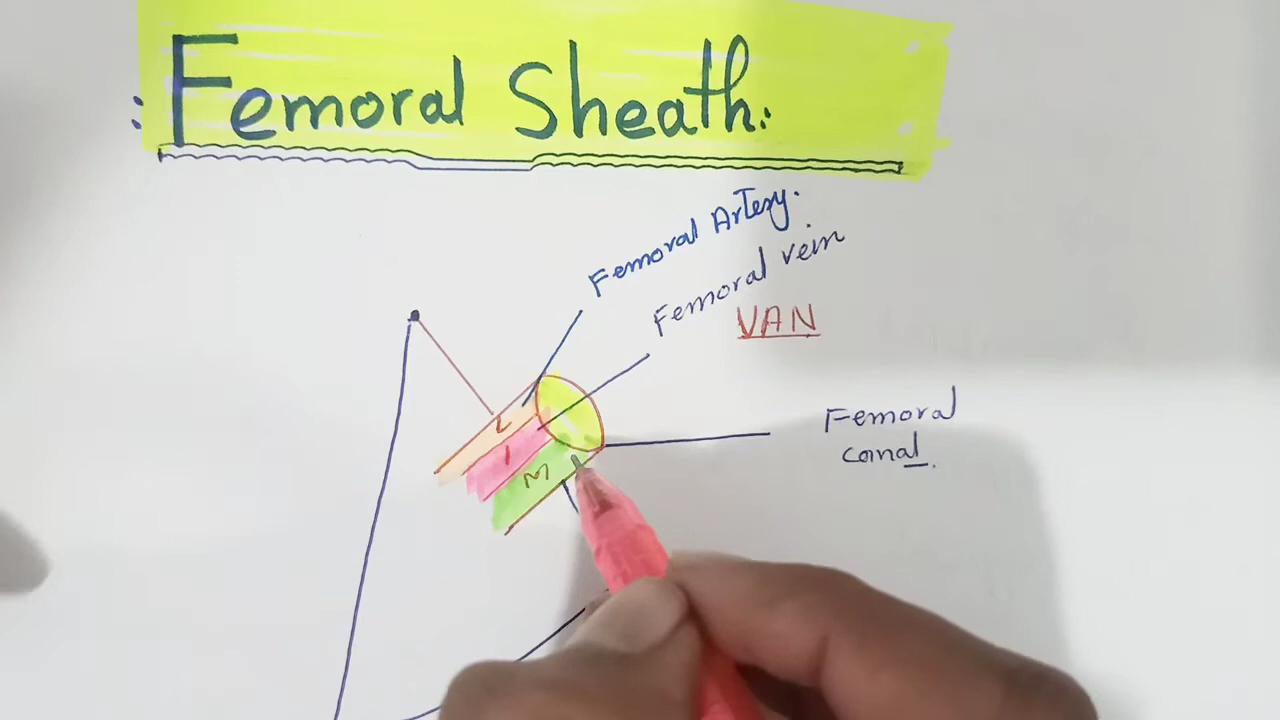 : Femoral Sheath:
Femoral Artery.
Femoral vein
VAN
Femoral
canal.
L
I
M